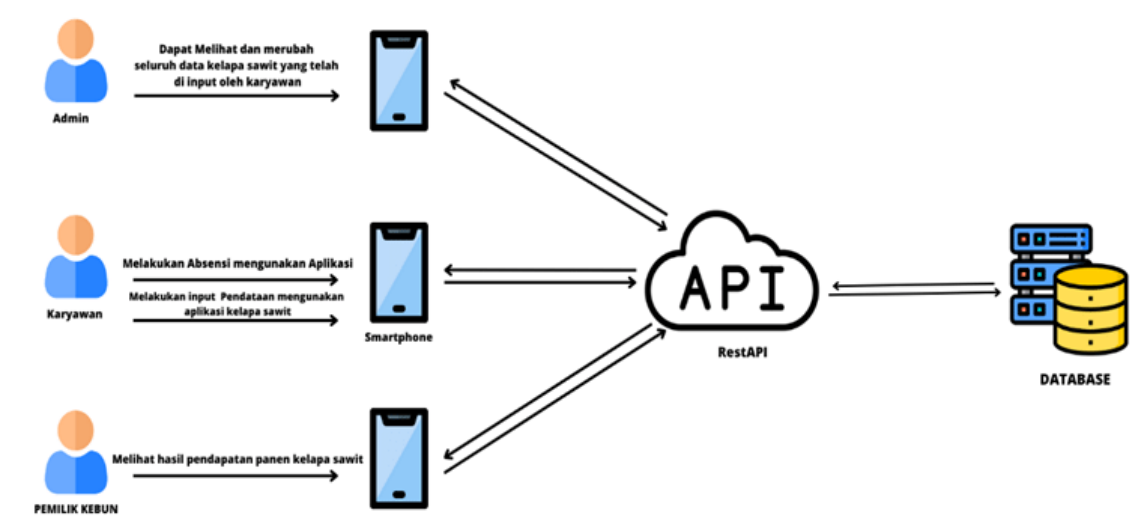 Dapat Melihat dan merubah
seluruh data kelapa sawit yang telah
di input oleh karyawan
Admin
Melakukan Absensi mengunakan Aplikasi
Melakukan input Pendataan mengunakan
aplikasi kelapa sawit
Karyawan
Smartphone
API
RestAPI
DATABASE
Melihat hasil pendapatan panen kelapa sawit
PEMILIK KEBUN